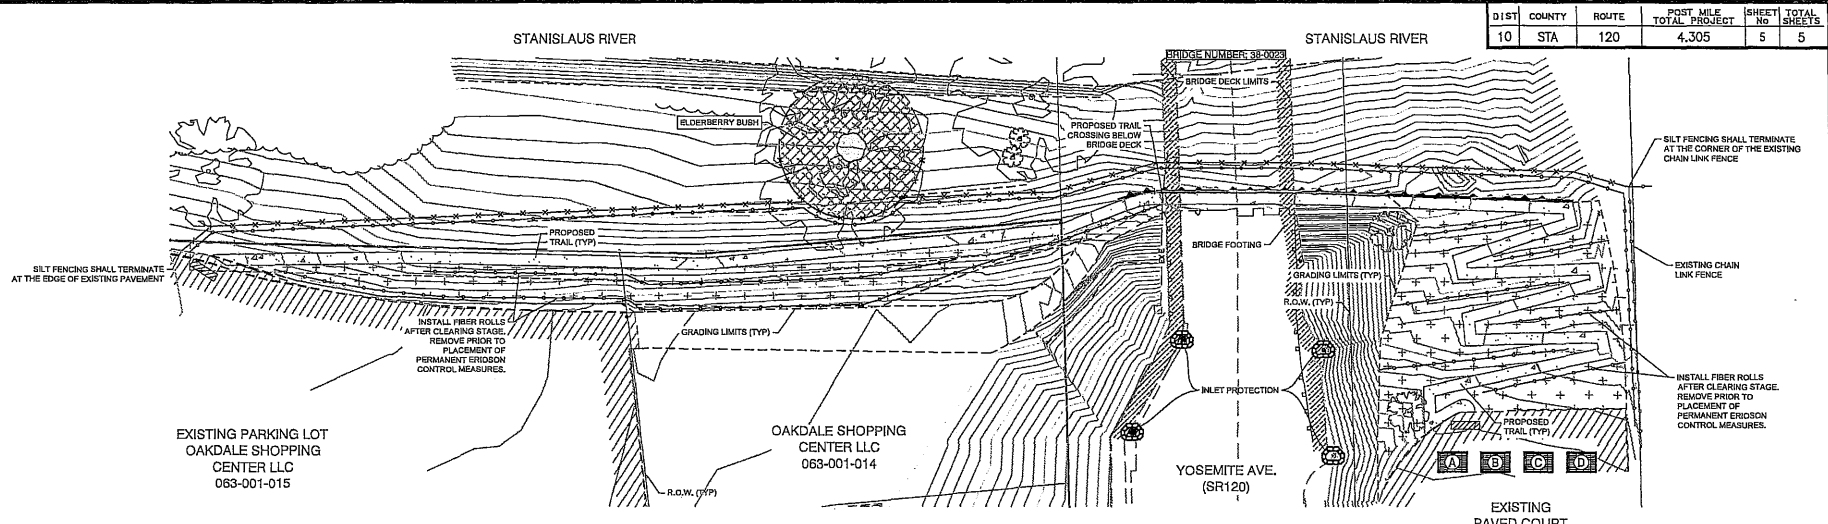 DIST COUNTY ROUTE POST MILE TOTAL PROJECT SHEET No TOTAL SHEETS
10 STA 120 4.305 5 5
STANISLAUS RIVER
BRIDGE NUMBER: 38-0023
STANISLAUS RIVER
BRIDGE DECK LIMITS
ELDERBERRY BUSH
PROPOSED TRAIL
CROSSING BELOW
BRIDGE DECK
SILT FENCING SHALL TERMINATE
AT THE CORNER OF THE EXISTING
CHAIN LINK FENCE
PROPOSED
TRAIL (TYP)
BRIDGE FOOTING
SILT FENCING SHALL TERMINATE
AT THE EDGE OF EXISTING PAVEMENT
EXISTING CHAIN
LINK FENCE
GRADING LIMITS (TYP)
R.O.W. (TYP)
INSTALL FIBER ROLLS
AFTER CLEARING STAGE.
REMOVE PRIOR TO
PLACEMENT OF
PERMANENT ERIOSON
CONTROL MEASURES.
GRADING LIMITS (TYP)
INLET PROTECTION
INSTALL FIBER ROLLS
AFTER CLEARING STAGE.
REMOVE PRIOR TO
PLACEMENT OF
PERMANENT ERIOSON
CONTROL MEASURES.
EXISTING PARKING LOT
OAKDALE SHOPPING
CENTER LLC
063-001-015
OAKDALE SHOPPING
CENTER LLC
063-001-014
PROPOSED
TRAIL (TYP)
A B C D
YOSEMITE AVE.
(SR120)
R.O.W. (TYP)
EXISTING
PAVED COURT